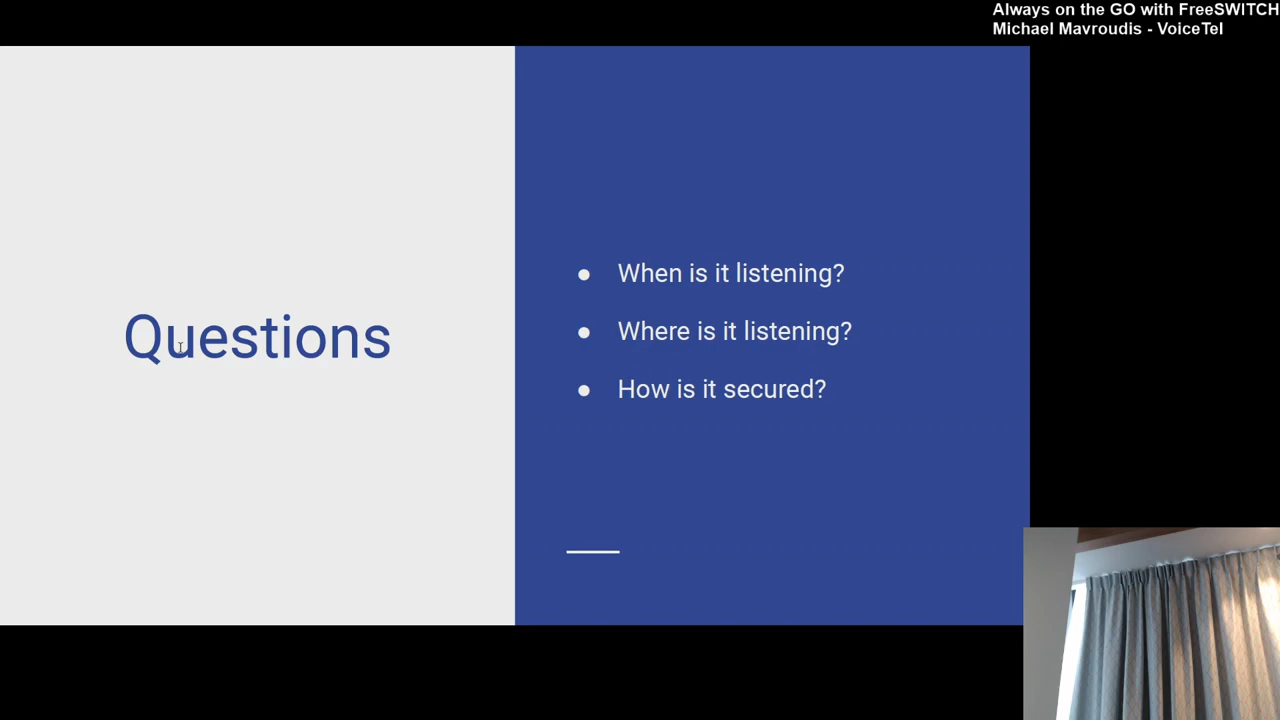 Always on the GO with FreeSWITCH
Michael Mavroudis - VoiceTel
Questions
● When is it listening?
● Where is it listening?
● How is it secured?